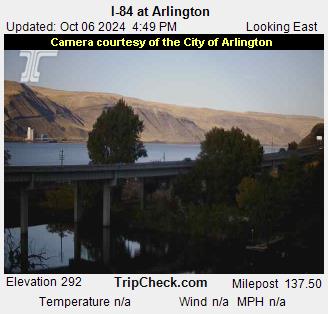 I-84 at Arlington
Updated: Oct 06 2024 4:49 PM Looking East
Camera courtesy of the City of Arlington
Elevation 292 TripCheck.com Milepost 137.50
Temperature n/a Wind n/a MPH n/a